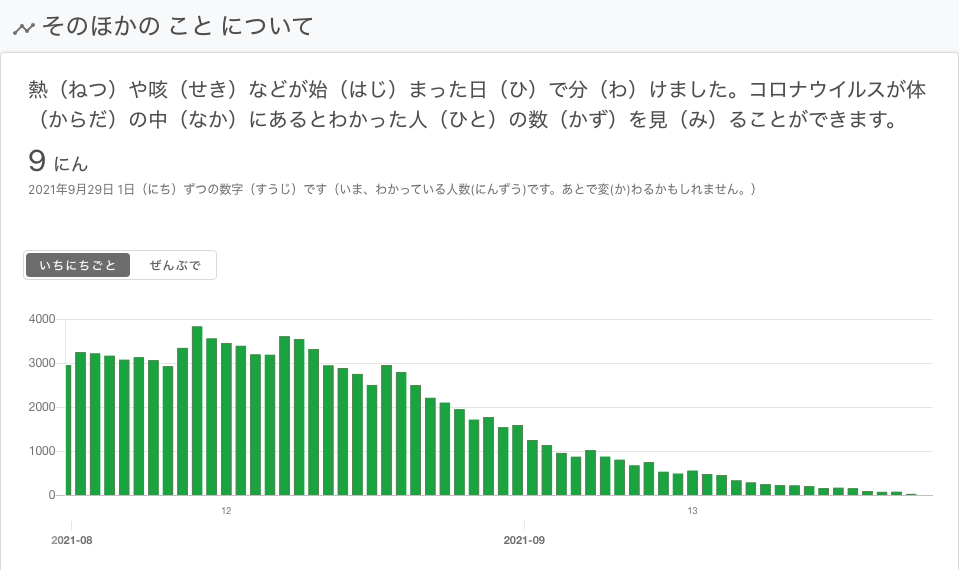 そのほかの こと について
熱（ねつ）や咳（せき）などが始（はじ）まった日（ひ）で分（わ）けました。コロナウイルスが体
（からだ）の中（なか）にあるとわかった人（ひと）の数（かず）を見（み）ることができます。
9 にん
2021年9月29日 1日（にち）ずつの数字（すうじ）です（いま、わかっている人数(にんずう)です。あとで変(か)わるかもしれません。）
いちにちごと ぜんぶで
4000
3000
2000
1000
0
12 13
2021-08 2021-09